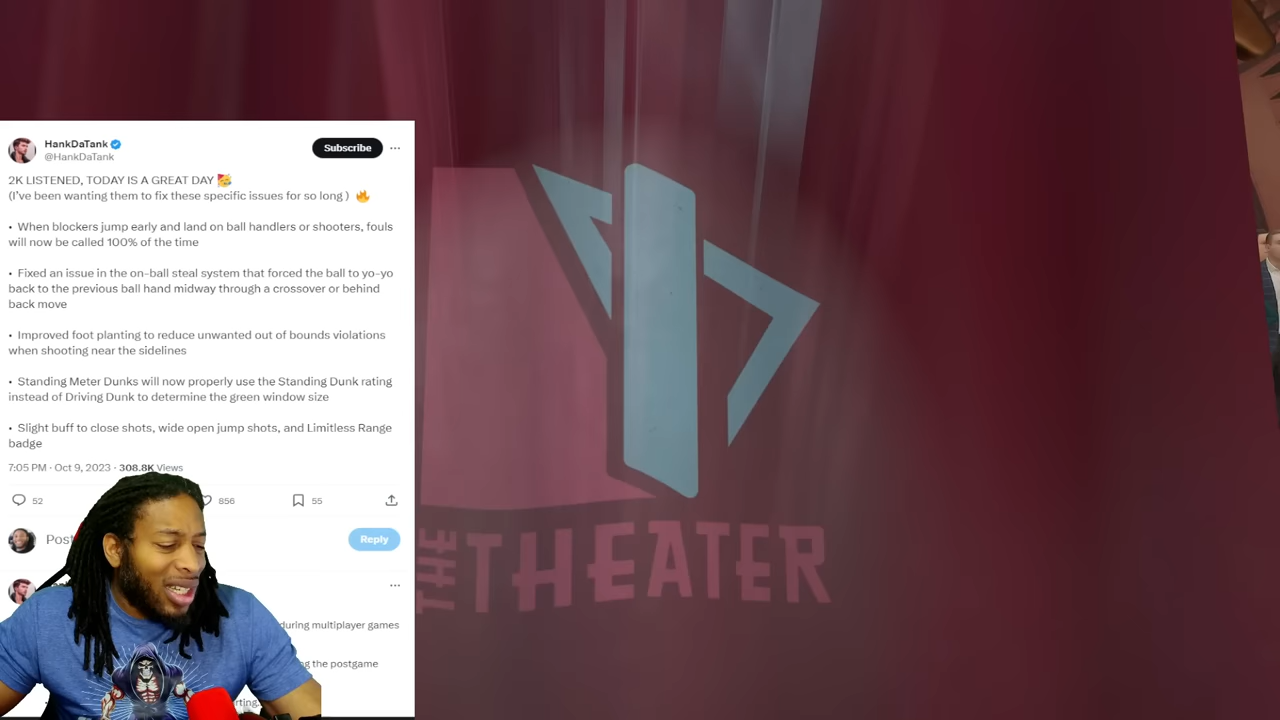 HankDaTank
@HankDaTank
Subscribe
2K LISTENED, TODAY IS A GREAT DAY 🥳
(I've been wanting them to fix these specific issues for so long ) 🔥
• When blockers jump early and land on ball handlers or shooters, fouls
will now be called 100% of the time
• Fixed an issue in the on-ball steal system that forced the ball to yo-yo
back to the previous ball hand midway through a crossover or behind
back move
• Improved foot planting to reduce unwanted out of bounds violations
when shooting near the sidelines
• Standing Meter Dunks will now properly use the Standing Dunk rating
instead of Driving Dunk to determine the green window size
• Slight buff to close shots, wide open jump shots, and Limitless Range
badge
7:05 PM · Oct 9, 2023 · 308.8K Views
52
856
55
Post
Reply
during multiplayer games
the postgame
THE THEATER